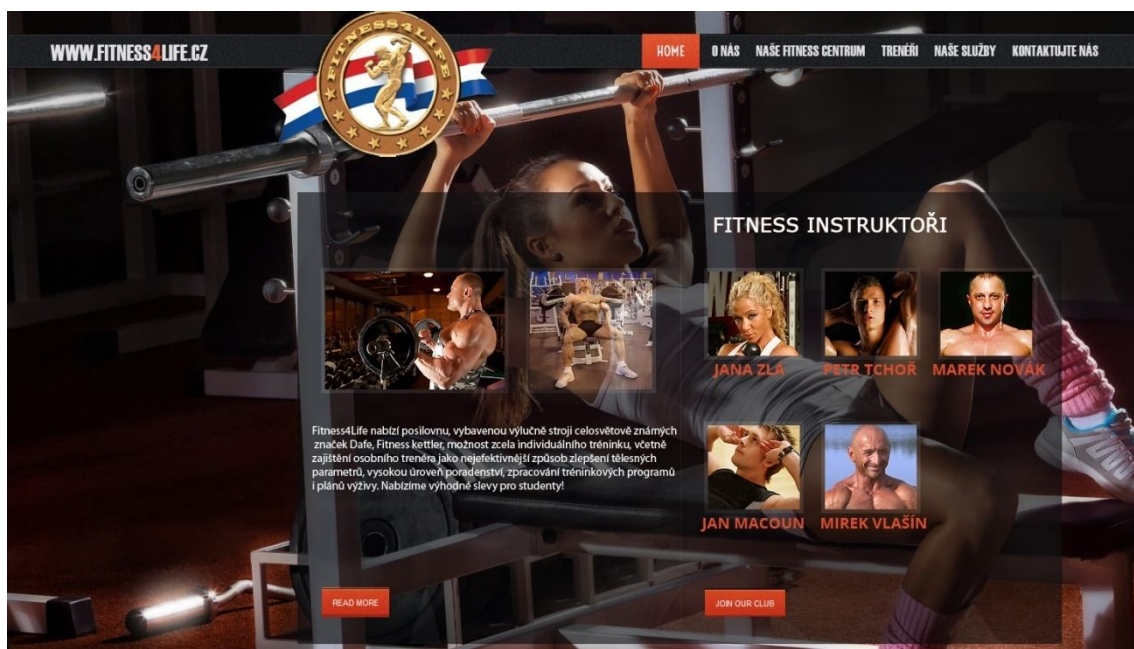 WWW.FITNESS4LIFE.CZ
FITNESS4LIFE
HOME
O NÁS
NAŠE FITNESS CENTRUM
TRENÉŘI
NAŠE SLUŽBY
KONTAKTUJTE NÁS
FITNESS INSTRUKTOŘI
JANA ZLÁ
PETR TCHOŘ
MAREK NOVÁK
Fitness4Life nabízí posilovnu, vybavenou výlučně stroji celosvětově známých
značek Dafe, Fitness kettler, možnost zcela individuálního tréninku, včetně
zajištění osobního trenéra jako nejefektivnější způsob zlepšení tělesných
parametrů, vysokou úroveň poradenství, zpracování tréninkových programů
i plánů výživy. Nabízíme výhodné slevy pro studenty!
JAN MACOUN
MIREK VLAŠÍN
READ MORE
JOIN OUR CLUB